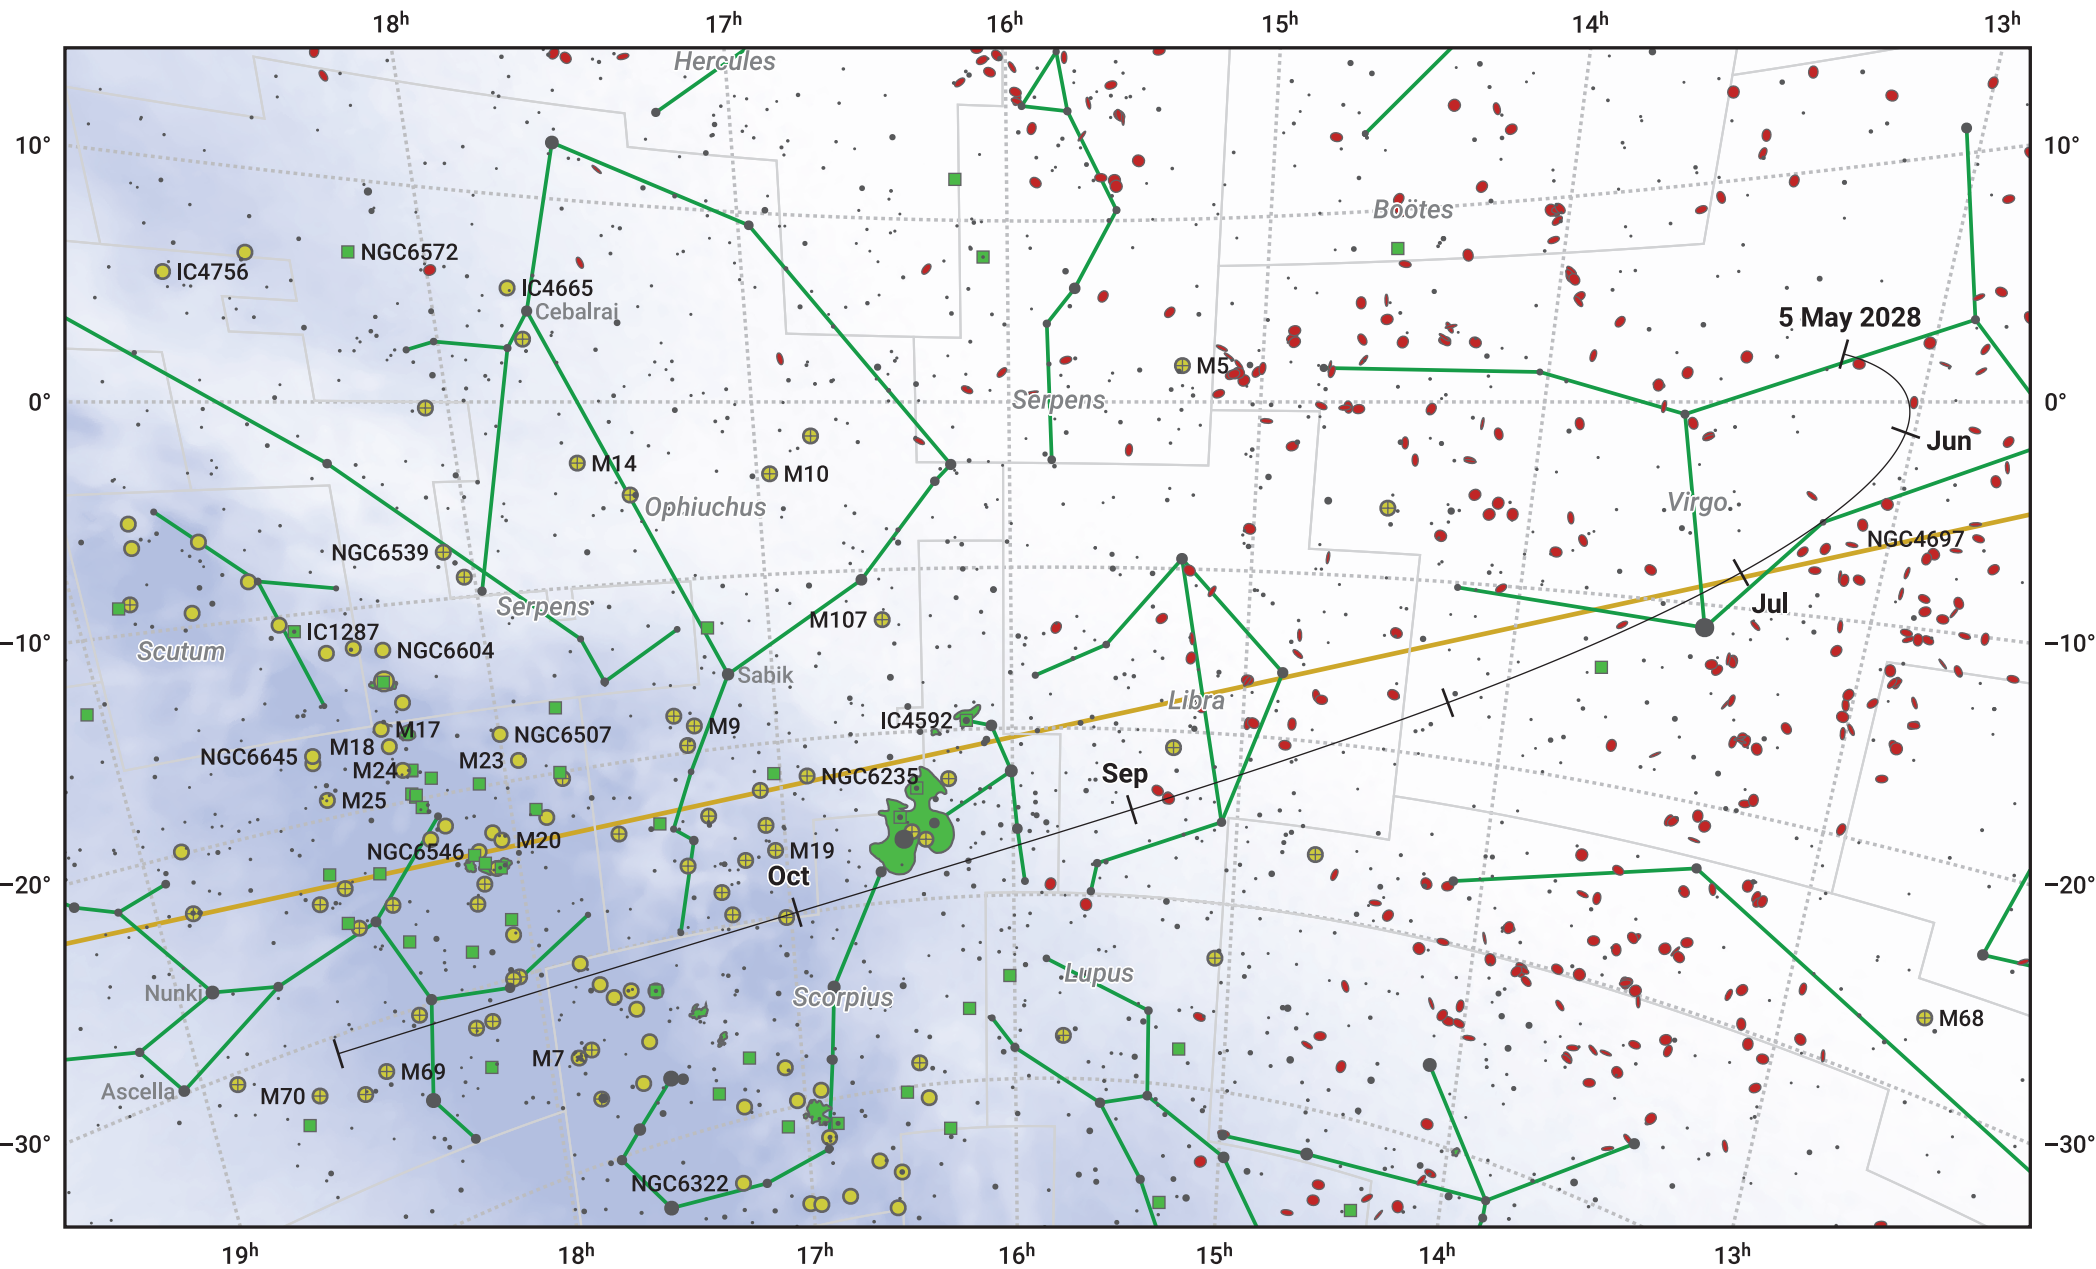 18h 17h 16h 15h 14h 13h
Hercules
10° 10°
Boötes
NGC6572
IC4756
IC4665
Cebalrai
5 May 2028
M5
Serpens
0° 0°
Jun
M14
M10
Ophiuchus
Virgo
NGC4697
NGC6539
Serpens
Jul
M107
IC1287
Scutum
NGC6604
−10° −10°
Sabik
Libra
IC4592
M17
M9
NGC6507
M18
NGC6645
M23
M24
Sep
NGC6235
M25
M20
NGC6546
M19
Oct
−20° −20°
Lupus
Nunki
Scorpius
M68
M7
M69
Ascella
M70
−30° −30°
NGC6322
19h 18h 17h 16h 15h 14h 13h